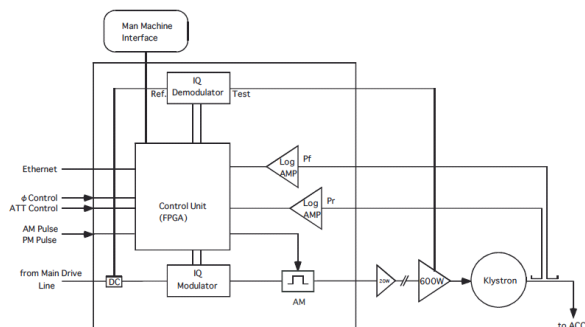 Man Machine
Interface
IQ
Demodulator
Ref.
Test
Ethernet
Log
AMP
Pf
φ Control
ATT Control
Control Unit
(FPGA)
Log
AMP
Pr
AM Pulse
PM Pulse
from Main Drive
Line
DC
IQ
Modulator
AM
20W
600W
Klystron
to ACC